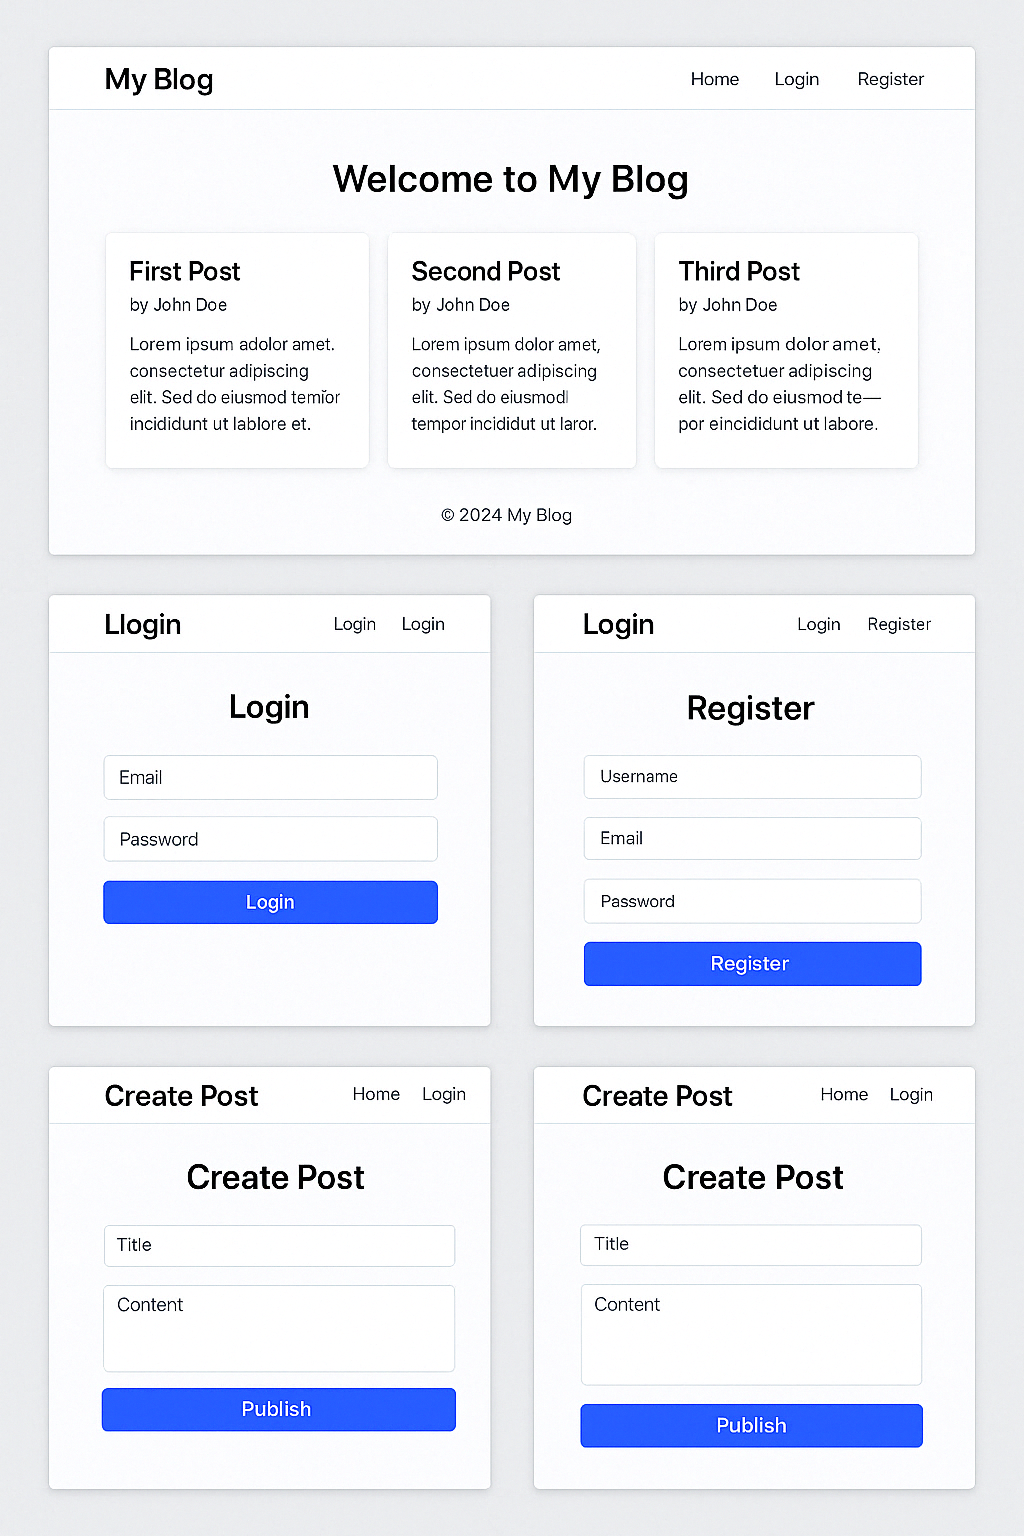 My Blog
Home Login Register
Welcome to My Blog
First Post
by John Doe
Lorem ipsum adolor amet.
consectetur adipiscing
elit. Sed do eiusmod temior
incididunt ut lablore et.
Second Post
by John Doe
Lorem ipsum dolor amet,
consectetuer adipiscing
elit. Sed do eiusmodl
tempor incididut ut laror.
Third Post
by John Doe
Lorem ipsum dolor amet,
consectetuer adipiscing
elit. Sed do eiusmod te—
por eincididunt ut labore.
© 2024 My Blog
Llogin
Login Login
Login
Email
Password
Login
Login
Login Register
Register
Username
Email
Password
Register
Create Post
Home Login
Create Post
Title
Content
Publish
Create Post
Home Login
Create Post
Title
Content
Publish